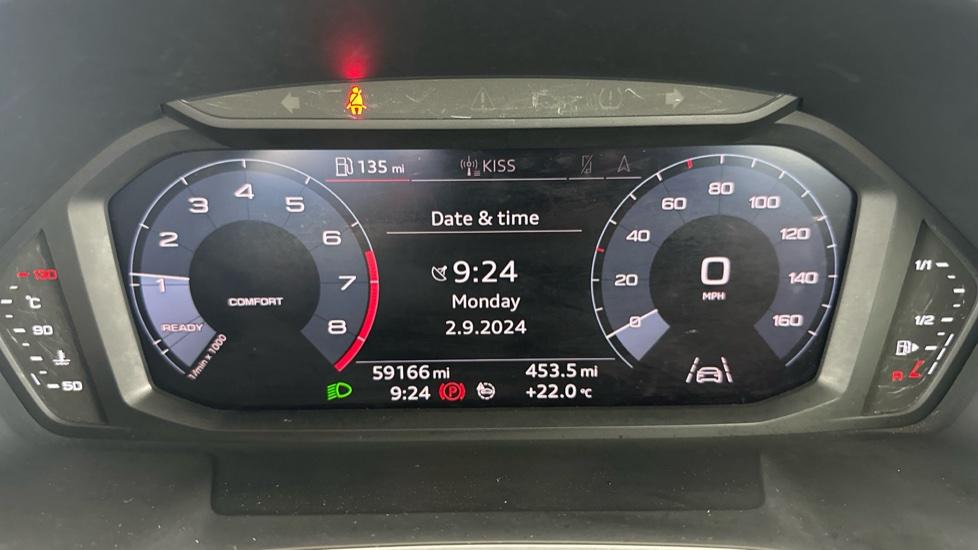 135 mi KISS
Date & time
9:24
Monday
2.9.2024
59166 mi 453.5 mi
9:24 P +22.0 °C
1 2 3 4 5 6 7 8
COMFORT
READY
1/min x 1000
0 20 40 60 80 100 120 140 160
0
MPH
130
°C
90
50
1/1
1/2
R